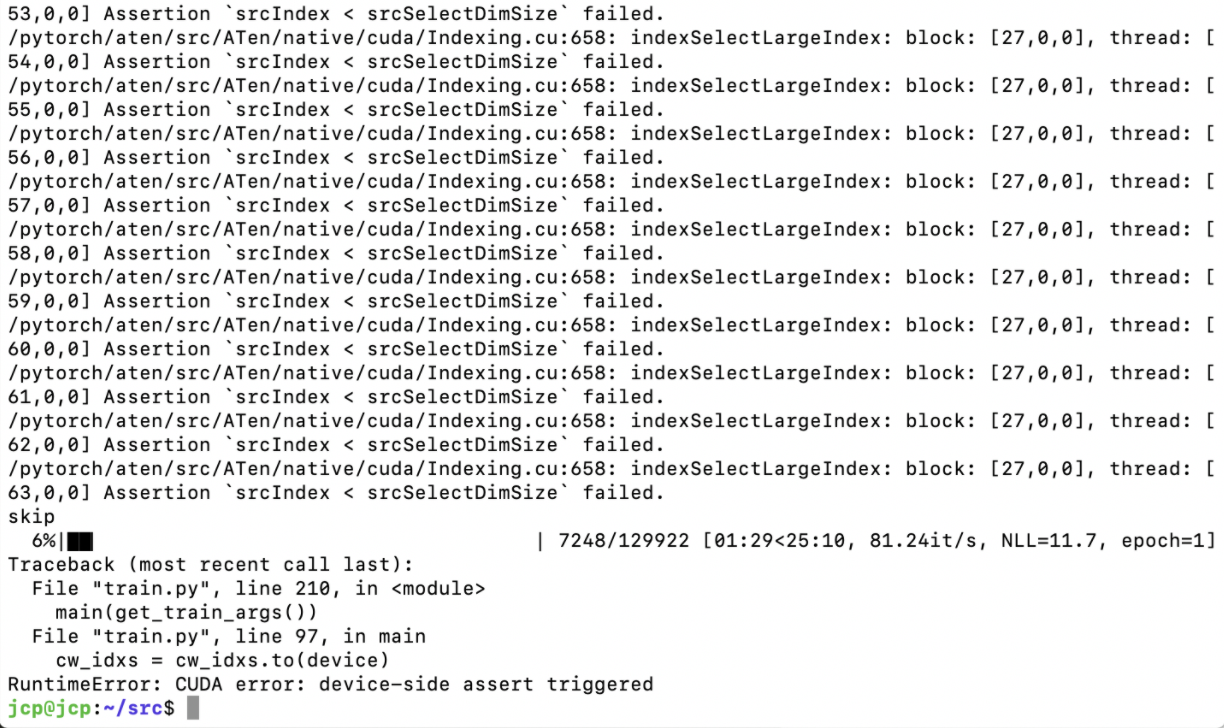 53,0,0] Assertion `srcIndex < srcSelectDimSize` failed.
/pytorch/aten/src/ATen/native/cuda/Indexing.cu:658: indexSelectLargeIndex: block: [27,0,0], thread: [
54,0,0] Assertion `srcIndex < srcSelectDimSize` failed.
/pytorch/aten/src/ATen/native/cuda/Indexing.cu:658: indexSelectLargeIndex: block: [27,0,0], thread: [
55,0,0] Assertion `srcIndex < srcSelectDimSize` failed.
/pytorch/aten/src/ATen/native/cuda/Indexing.cu:658: indexSelectLargeIndex: block: [27,0,0], thread: [
56,0,0] Assertion `srcIndex < srcSelectDimSize` failed.
/pytorch/aten/src/ATen/native/cuda/Indexing.cu:658: indexSelectLargeIndex: block: [27,0,0], thread: [
57,0,0] Assertion `srcIndex < srcSelectDimSize` failed.
/pytorch/aten/src/ATen/native/cuda/Indexing.cu:658: indexSelectLargeIndex: block: [27,0,0], thread: [
58,0,0] Assertion `srcIndex < srcSelectDimSize` failed.
/pytorch/aten/src/ATen/native/cuda/Indexing.cu:658: indexSelectLargeIndex: block: [27,0,0], thread: [
59,0,0] Assertion `srcIndex < srcSelectDimSize` failed.
/pytorch/aten/src/ATen/native/cuda/Indexing.cu:658: indexSelectLargeIndex: block: [27,0,0], thread: [
60,0,0] Assertion `srcIndex < srcSelectDimSize` failed.
/pytorch/aten/src/ATen/native/cuda/Indexing.cu:658: indexSelectLargeIndex: block: [27,0,0], thread: [
61,0,0] Assertion `srcIndex < srcSelectDimSize` failed.
/pytorch/aten/src/ATen/native/cuda/Indexing.cu:658: indexSelectLargeIndex: block: [27,0,0], thread: [
62,0,0] Assertion `srcIndex < srcSelectDimSize` failed.
/pytorch/aten/src/ATen/native/cuda/Indexing.cu:658: indexSelectLargeIndex: block: [27,0,0], thread: [
63,0,0] Assertion `srcIndex < srcSelectDimSize` failed.
skip
  6%|██                                     | 7248/129922 [01:29<25:10, 81.24it/s, NLL=11.7, epoch=1]
Traceback (most recent call last):
  File "train.py", line 210, in <module>
    main(get_train_args())
  File "train.py", line 97, in main
    cw_idxs = cw_idxs.to(device)
RuntimeError: CUDA error: device-side assert triggered
jcp@jcp:~/src$